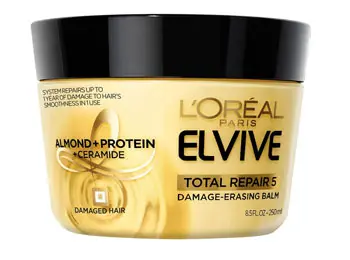 SYSTEM REPAIRS UP TO
1 YEAR OF DAMAGE TO HAIR'S
SMOOTHNESS IN 1 USE
ALMOND + PROTEIN
+ CERAMIDE
DAMAGED HAIR
L'ORÉAL
PARIS
ELVIVE
TOTAL REPAIR 5
DAMAGE-ERASING BALM
8.5 FL. OZ - 250 ml